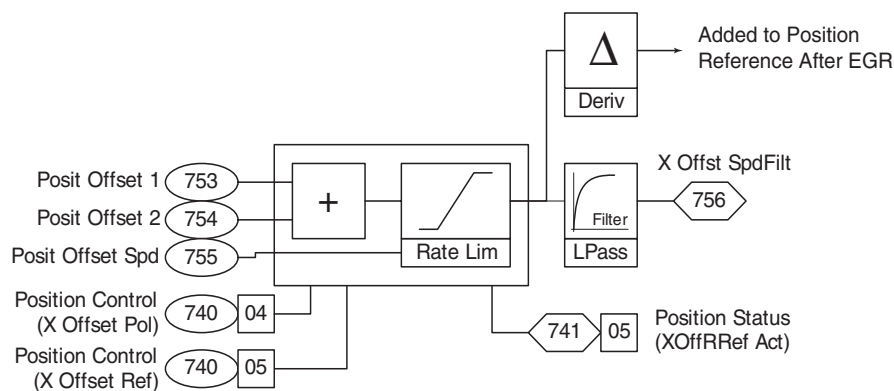 Δ
Deriv
Added to Position
Reference After EGR
Posit Offset 1 753
Posit Offset 2 754
Posit Offset Spd 755
+
Rate Lim
Filter
LPass
X Offst SpdFilt
756
Position Control
(X Offset Pol)
740 04
Position Control
(X Offset Ref)
740 05
741 05
Position Status
(XOffRRef Act)